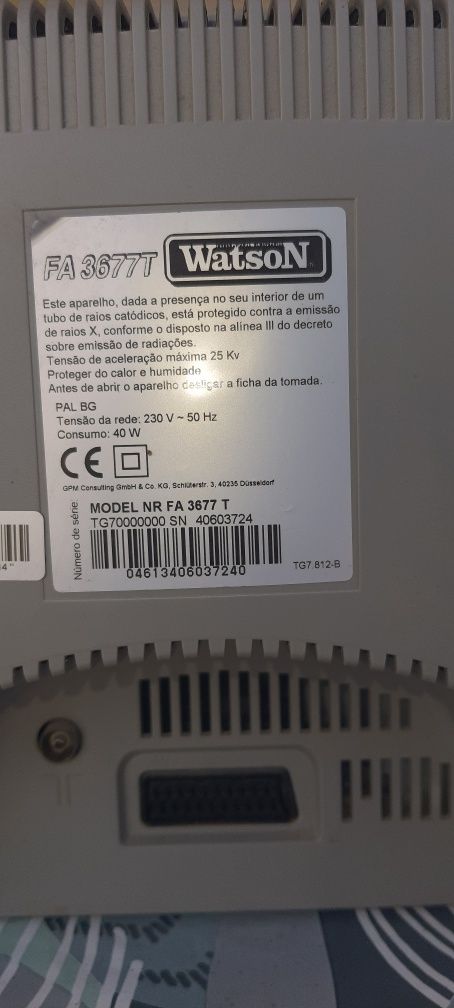 FA 3677T WatsoN
Este aparelho, dada a presença no seu interior de um
tubo de raios catódicos, está protegido contra a emissão
de raios X, conforme o disposto na alínea III do decreto
sobre emissão de radiações.
Tensão de aceleração máxima 25 Kv
Proteger do calor e humidade
Antes de abrir o aparelho desligar a ficha da tomada.
PAL BG
Tensão da rede: 230 V ~ 50 Hz
Consumo: 40 W
CE
GPM Consulting GmbH & Co. KG, Schlüterstr. 3, 40235 Düsseldorf
Número de série:
MODEL NR FA 3677 T
TG70000000 SN 40603724
04613406037240
TG7 812-B
4"